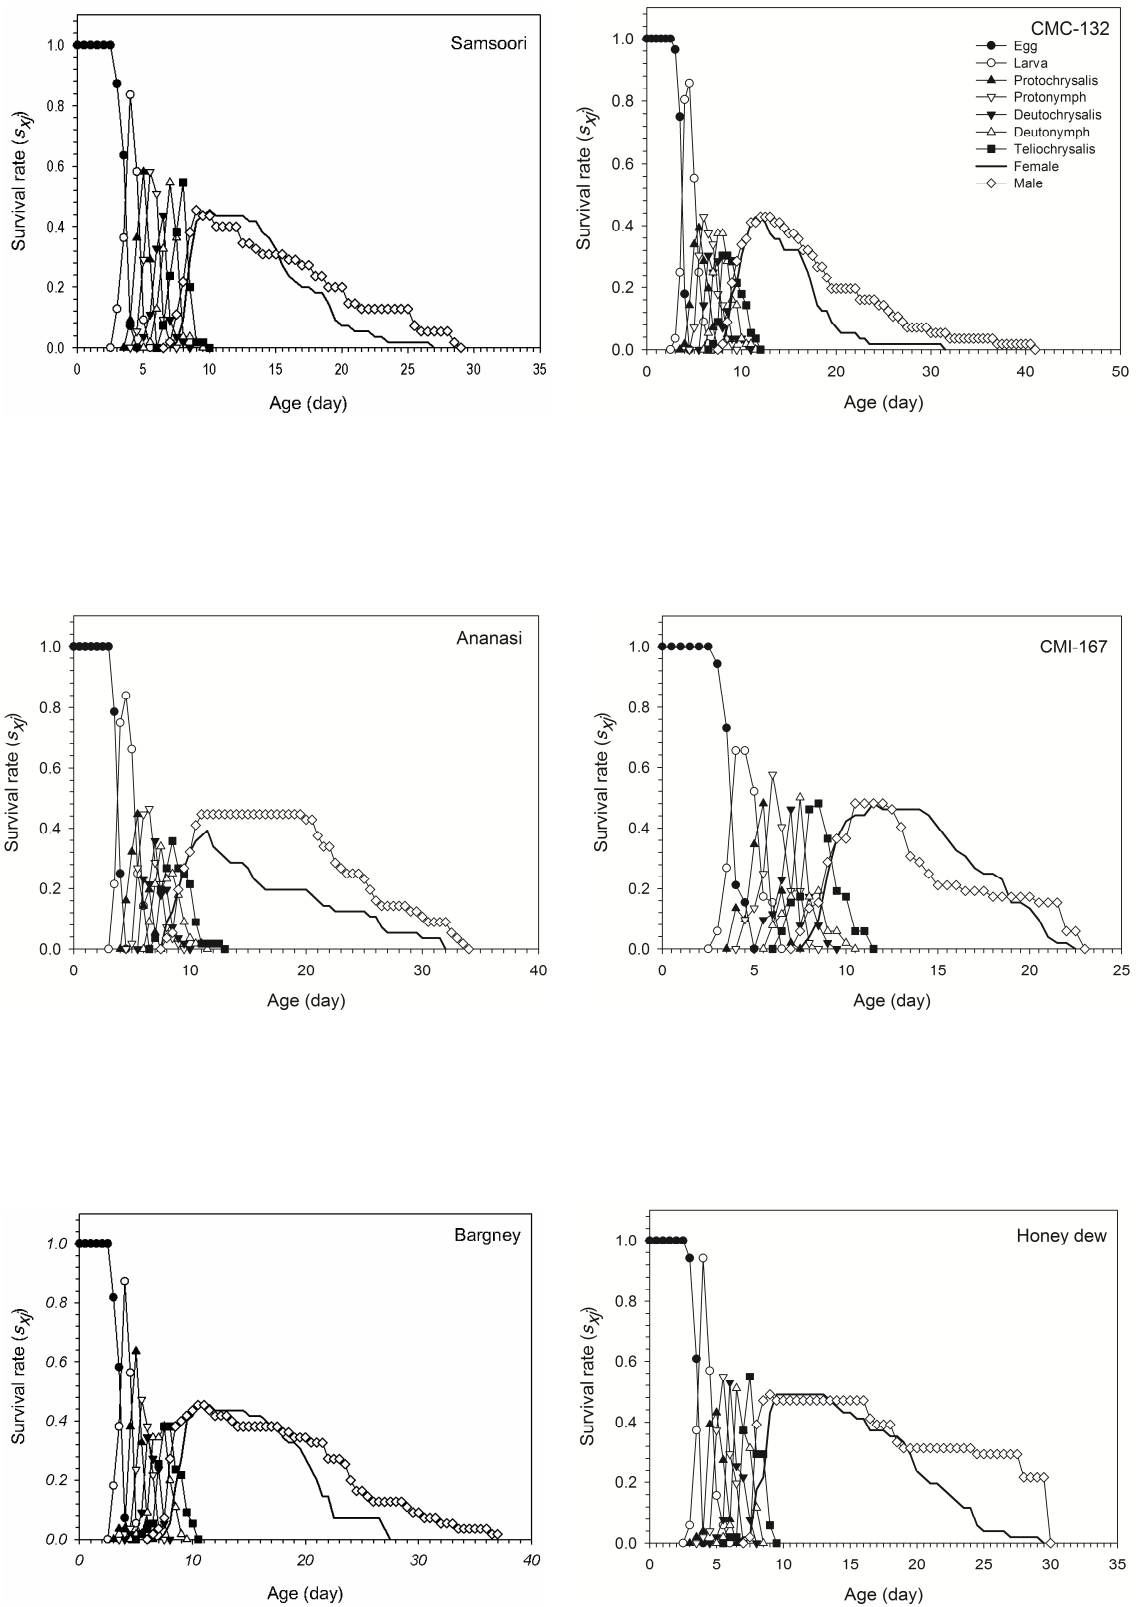 Samsoori
1.0
0.8
0.6
0.4
0.2
0.0
Survival rate (sxj)
0 5 10 15 20 25 30 35
Age (day)
CMC-132
Egg
Larva
Protochrysalis
Protonymph
Deutochrysalis
Deutonymph
Teliochrysalis
Female
Male
1.0
0.8
0.6
0.4
0.2
0.0
Survival rate (sxj)
0 10 20 30 40 50
Age (day)
Ananasi
1.0
0.8
0.6
0.4
0.2
0.0
Survival rate (sxj)
0 10 20 30 40
Age (day)
CMI-167
1.0
0.8
0.6
0.4
0.2
0.0
Survival rate (sxj)
0 5 10 15 20 25
Age (day)
Bargney
1.0
0.8
0.6
0.4
0.2
0.0
Survival rate (sxj)
0 10 20 30 40
Age (day)
Honey dew
1.0
0.8
0.6
0.4
0.2
0.0
Survival rate (sxj)
0 5 10 15 20 25 30 35
Age (day)